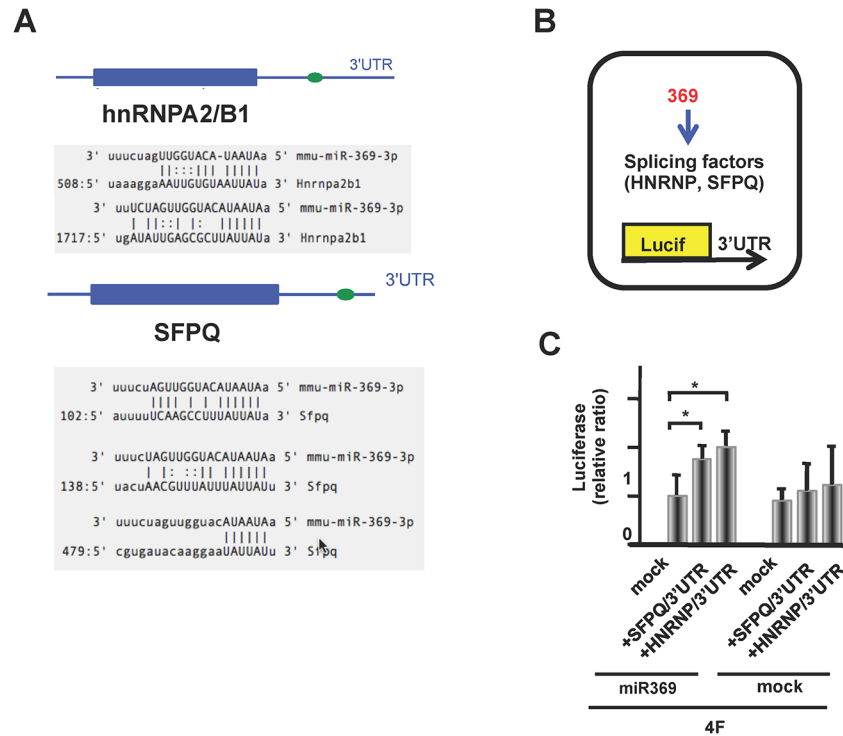 A
3'UTR
hnRNPA2/B1
3' uuucuagUUGGUACA-UAAUAa 5' mmu-miR-369-3p
||:::||| |||||
508:5' uaaaggaAAUUGUGUAAUUAUa 3' Hnrnpa2b1
3' uuUCUAGUUGGUACAUAAUAa 5' mmu-miR-369-3p
| ||::| |: ||||||
1717:5' ugAUAUUGAGCGCUUAUUAUa 3' Hnrnpa2b1
3'UTR
SFPQ
3' uuucuAGUUGGUACAUAAUAa 5' mmu-miR-369-3p
|||| | | ||||||
102:5' auuuuUCAAGCCUUUAUUAUa 3' Sfpq
3' uuucUAGUUGGUACAUAAUAa 5' mmu-miR-369-3p
| |: ::|| ||||||
138:5' uacuAACGUUUAUUUAUUAUu 3' Sfpq
3' uuucuaguugguacAUAAUAa 5' mmu-miR-369-3p
||||||
479:5' cgugauacaaggaaUAUUAUu 3' Sfpq
B
369
Splicing factors
(HNRNP, SFPQ)
Lucif 3'UTR
C
Luciferase
(relative ratio)
1
0
*
*
mock
+SFPQ/3'UTR
+HNRNP/3'UTR
mock
+SFPQ/3'UTR
+HNRNP/3'UTR
miR369
mock
4F